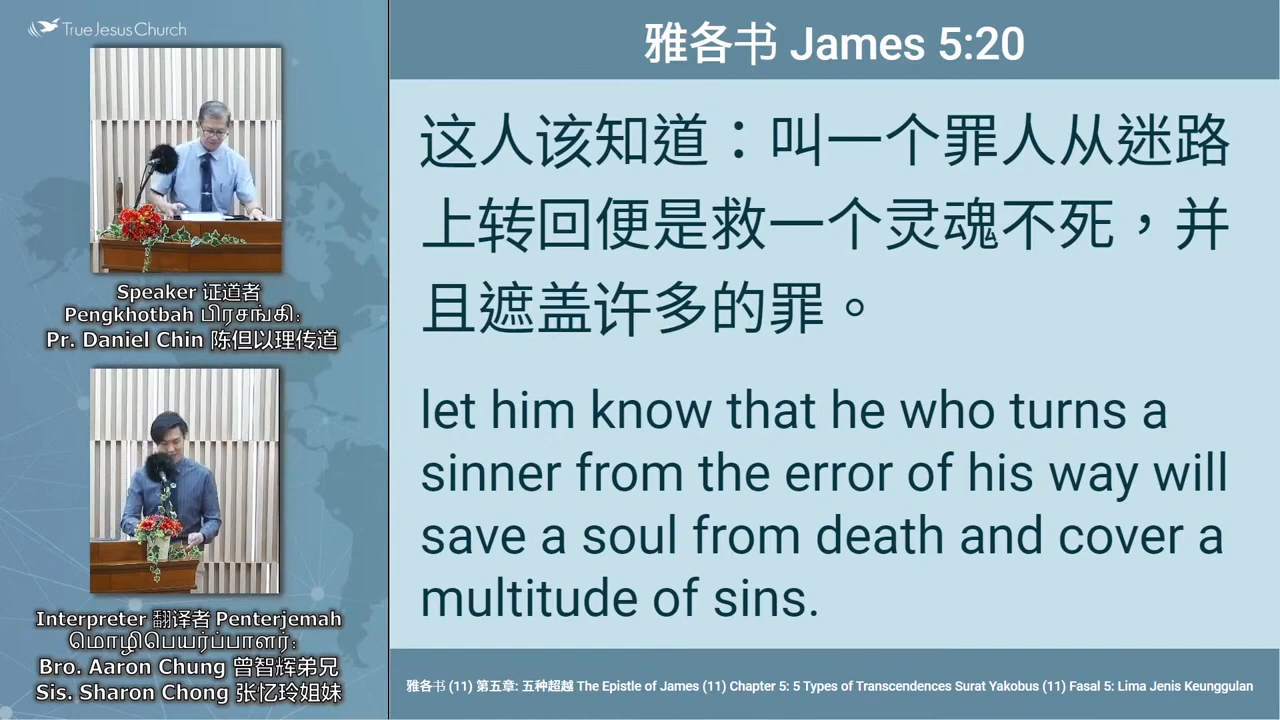 True Jesus Church
Speaker 证道者
Pengkhotbah பிரசங்கி:
Pr. Daniel Chin 陈但以理传道
Interpreter 翻译者 Penterjemah
மொழிபெயர்ப்பாளர்:
Bro. Aaron Chung 曾智辉弟兄
Sis. Sharon Chong 张忆玲姐妹
雅各书 James 5:20
这人该知道：叫一个罪人从迷路
上转回便是救一个灵魂不死，并
且遮盖许多的罪。
let him know that he who turns a
sinner from the error of his way will
save a soul from death and cover a
multitude of sins.
雅各书 (11) 第五章: 五种超越 The Epistle of James (11) Chapter 5: 5 Types of Transcendences Surat Yakobus (11) Fasal 5: Lima Jenis Keunggulan